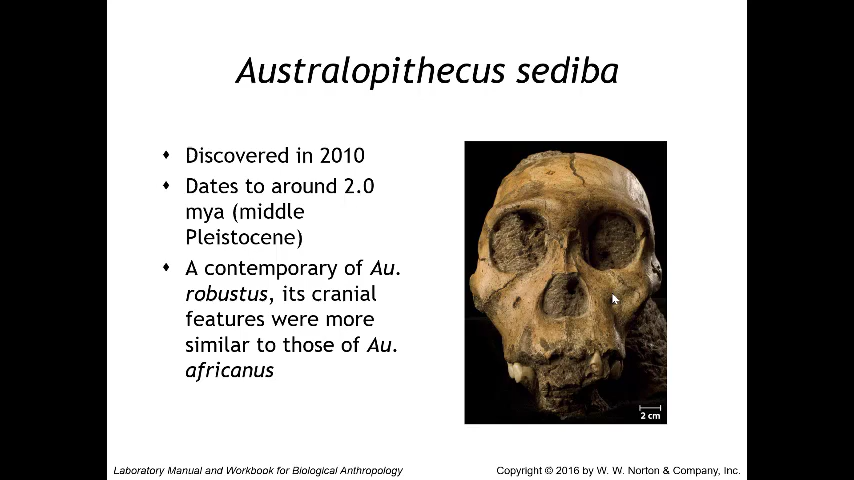 Australopithecus sediba
♦ Discovered in 2010
♦ Dates to around 2.0
mya (middle
Pleistocene)
♦ A contemporary of Au.
robustus, its cranial
features were more
similar to those of Au.
africanus
2 cm
Laboratory Manual and Workbook for Biological Anthropology
Copyright © 2016 by W. W. Norton & Company, Inc.